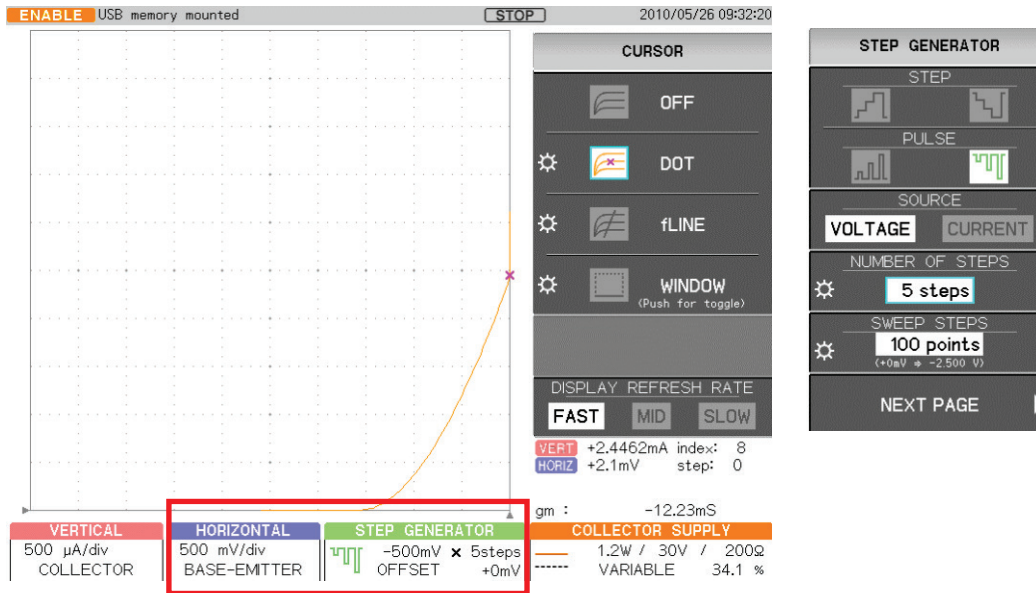 ENABLE USB memory mounted STOP 2010/05/26 09:32:20
CURSOR
OFF
DOT
fLINE
WINDOW
(Push for toggle)
DISPLAY REFRESH RATE
FAST MID SLOW
VERT +2.4462mA index: 8
HORIZ +2.1mV step: 0
gm : -12.23mS
VERTICAL
500 μA/div
COLLECTOR
HORIZONTAL
500 mV/div
BASE-EMITTER
STEP GENERATOR
-500mV × 5steps
OFFSET +0mV
COLLECTOR SUPPLY
1.2W / 30V / 200Ω
VARIABLE 34.1 %
STEP GENERATOR
STEP
PULSE
SOURCE
VOLTAGE CURRENT
NUMBER OF STEPS
5 steps
SWEEP STEPS
100 points
(+0mV ⇒ -2.500 V)
NEXT PAGE